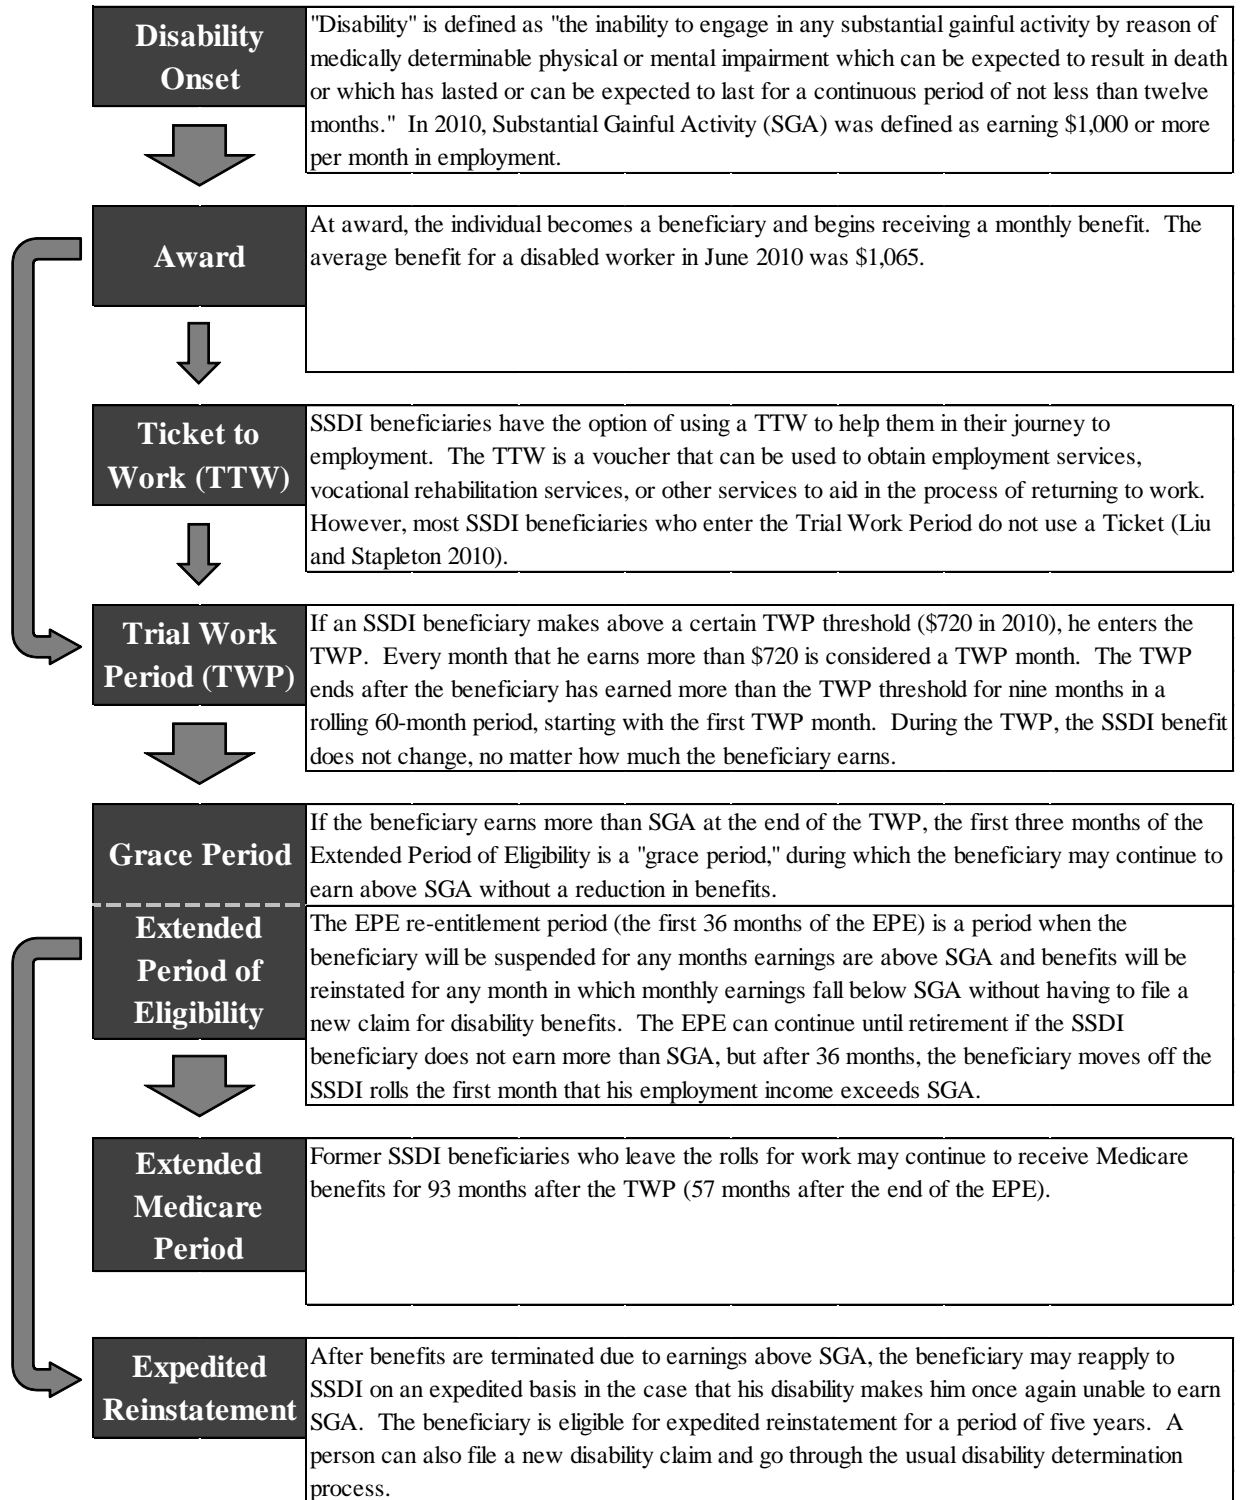 Disability
Onset
"Disability" is defined as "the inability to engage in any substantial gainful activity by reason of
medically determinable physical or mental impairment which can be expected to result in death
or which has lasted or can be expected to last for a continuous period of not less than twelve
months."  In 2010, Substantial Gainful Activity (SGA) was defined as earning $1,000 or more
per month in employment.
Award
At award, the individual becomes a beneficiary and begins receiving a monthly benefit.  The
average benefit for a disabled worker in June 2010 was $1,065.
Ticket to
Work (TTW)
SSDI beneficiaries have the option of using a TTW to help them in their journey to
employment.  The TTW is a voucher that can be used to obtain employment services,
vocational rehabilitation services, or other services to aid in the process of returning to work.
However, most SSDI beneficiaries who enter the Trial Work Period do not use a Ticket (Liu
and Stapleton 2010).
Trial Work
Period (TWP)
If an SSDI beneficiary makes above a certain TWP threshold ($720 in 2010), he enters the
TWP.  Every month that he earns more than $720 is considered a TWP month.  The TWP
ends after the beneficiary has earned more than the TWP threshold for nine months in a
rolling 60-month period, starting with the first TWP month.  During the TWP, the SSDI benefit
does not change, no matter how much the beneficiary earns.
Grace Period
If the beneficiary earns more than SGA at the end of the TWP, the first three months of the
Extended Period of Eligibility is a "grace period," during which the beneficiary may continue to
earn above SGA without a reduction in benefits.
Extended
Period of
Eligibility
The EPE re-entitlement period (the first 36 months of the EPE) is a period when the
beneficiary will be suspended for any months earnings are above SGA and benefits will be
reinstated for any month in which monthly earnings fall below SGA without having to file a
new claim for disability benefits.  The EPE can continue until retirement if the SSDI
beneficiary does not earn more than SGA, but after 36 months, the beneficiary moves off the
SSDI rolls the first month that his employment income exceeds SGA.
Extended
Medicare
Period
Former SSDI beneficiaries who leave the rolls for work may continue to receive Medicare
benefits for 93 months after the TWP (57 months after the end of the EPE).
Expedited
Reinstatement
After benefits are terminated due to earnings above SGA, the beneficiary may reapply to
SSDI on an expedited basis in the case that his disability makes him once again unable to earn
SGA.  The beneficiary is eligible for expedited reinstatement for a period of five years.  A
person can also file a new disability claim and go through the usual disability determination
process.